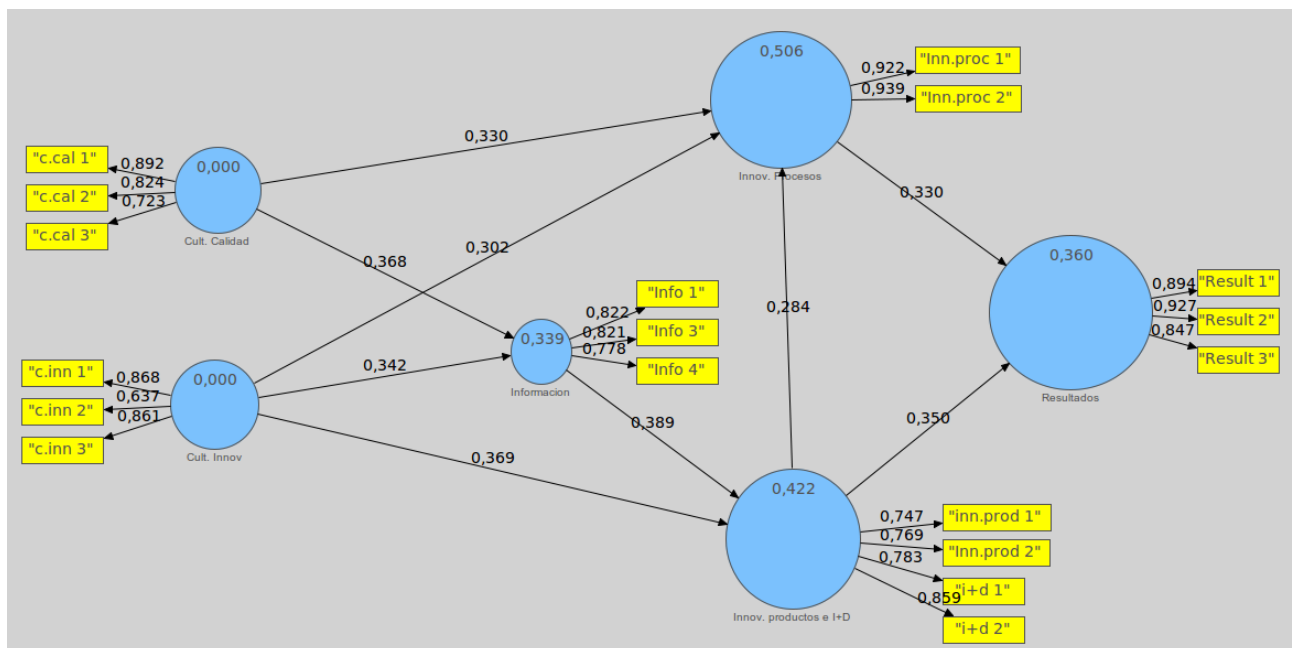 0,506
0,922
"Inn.proc 1"
0,939
"Inn.proc 2"
Innov. Procesos
0,330
"c.cal 1"
0,892
"c.cal 2"
0,824
"c.cal 3"
0,723
0,000
Cult. Calidad
0,330
0,302
0,368
0,360
"Result 1"
0,894
"Result 2"
0,927
"Result 3"
0,847
Resultados
"Info 1"
0,822
"Info 3"
0,821
"Info 4"
0,778
0,339
Informacion
0,284
0,342
"c.inn 1"
0,868
"c.inn 2"
0,637
"c.inn 3"
0,861
0,000
Cult. Innov
0,389
0,350
0,369
0,422
0,747
"inn.prod 1"
0,769
"Inn.prod 2"
0,783
"i+d 1"
0,859
"i+d 2"
Innov. productos e I+D